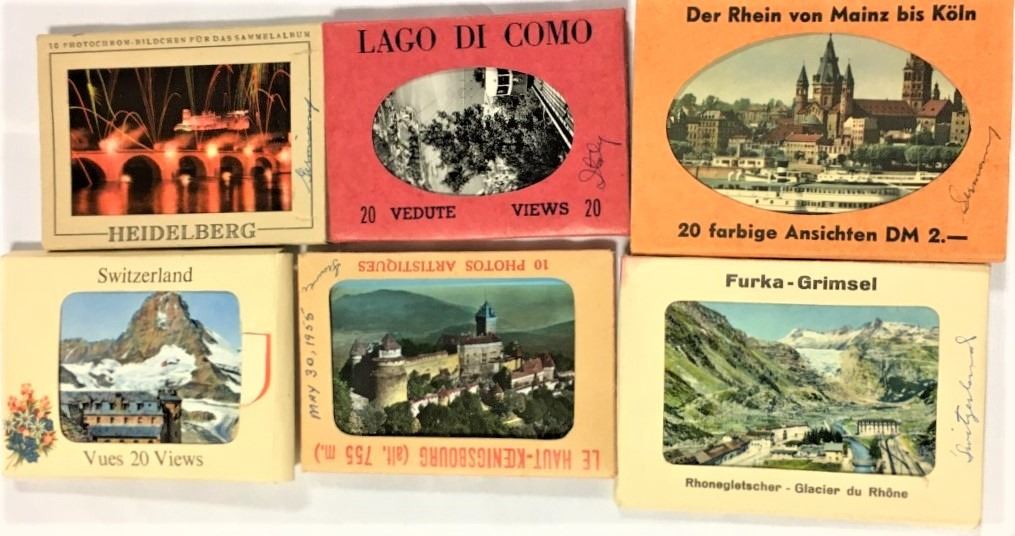 10 PHOTOCHROM-BILDCHEN FÜR DAS SAMMELALBUM
HEIDELBERG
Germany
LAGO DI COMO
20 VEDUTE VIEWS 20
Italy
Der Rhein von Mainz bis Köln
20 farbige Ansichten DM 2.—
Germany
Switzerland
Vues 20 Views
10 PHOTOS ARTISTIQUES
LE HAUT-KŒNIGSBOURG (alt. 755 m.)
MAY 30, 1955
Furka-Grimsel
Rhonegletscher - Glacier du Rhône
Switzerland